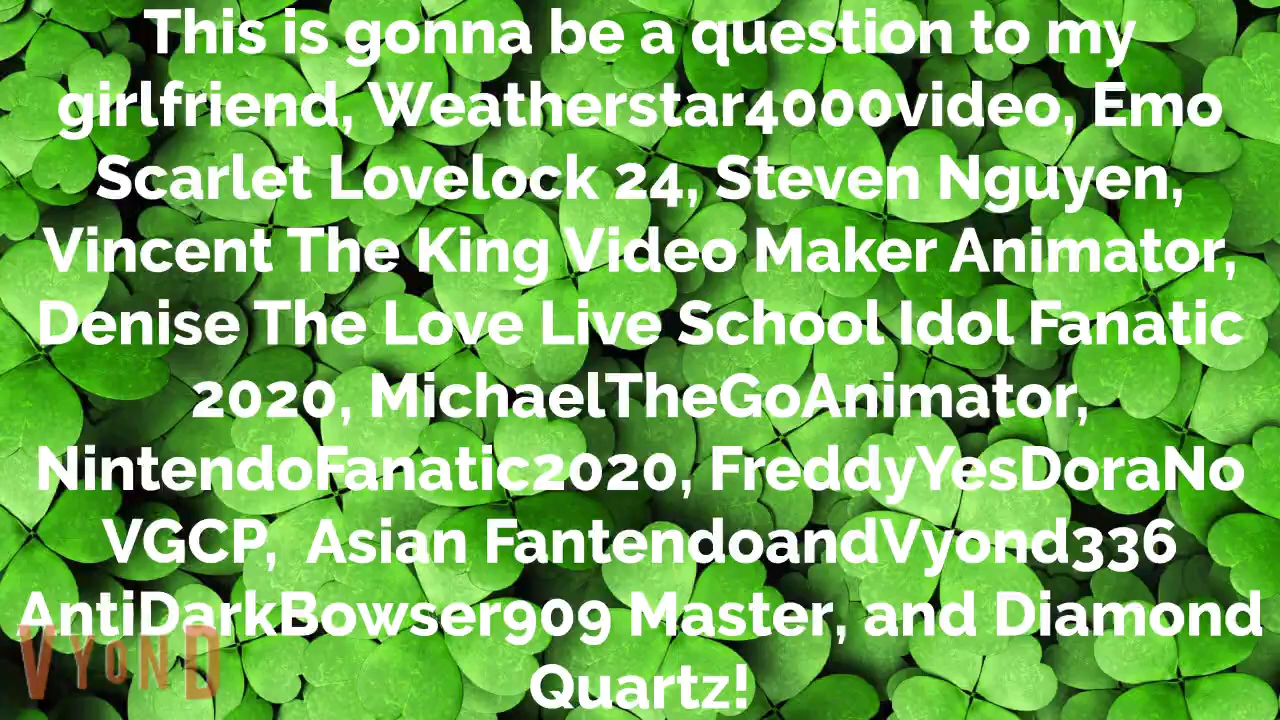 This is gonna be a question to my
girlfriend, Weatherstar4000video, Emo
Scarlet Lovelock 24, Steven Nguyen,
Vincent The King Video Maker Animator,
Denise The Love Live School Idol Fanatic
2020, MichaelTheGoAnimator,
NintendoFanatic2020, FreddyYesDoraNo
VGCP,  Asian FantendoandVyond336
AntiDarkBowser909 Master, and Diamond
Quartz!
VYOND